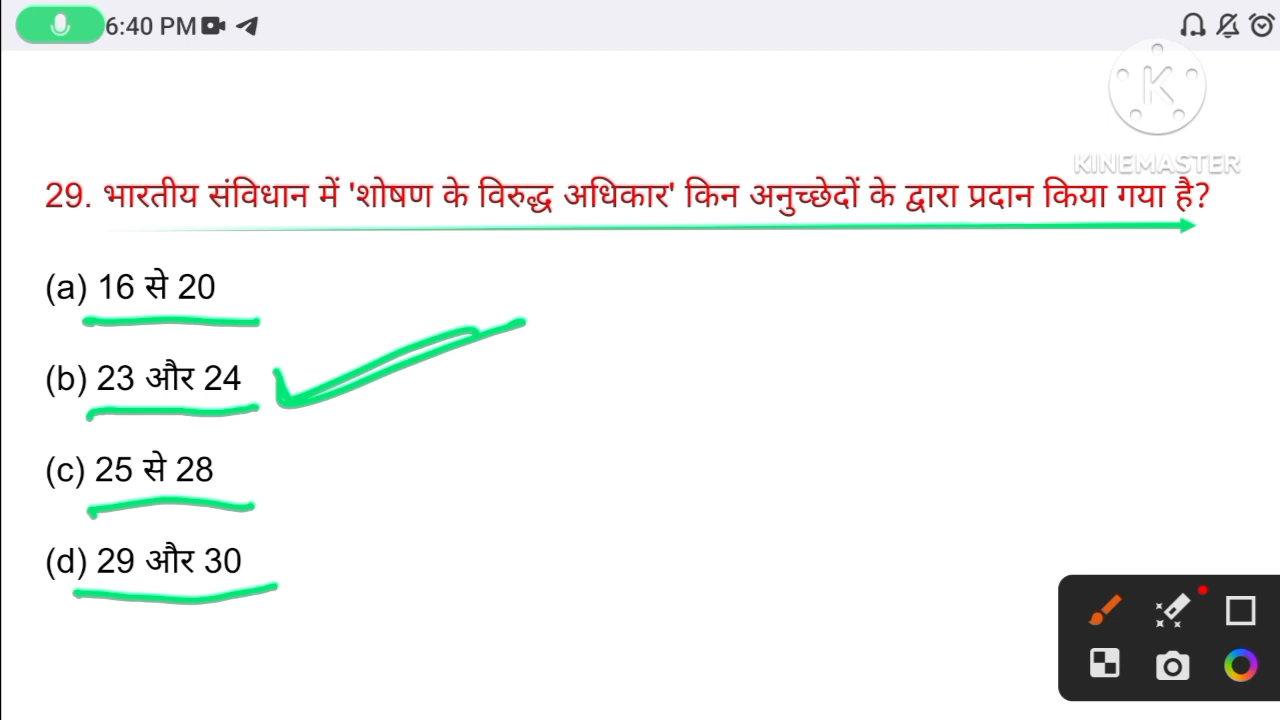 6:40 PM
K
KINEMASTER
29. भारतीय संविधान में 'शोषण के विरुद्ध अधिकार' किन अनुच्छेदों के द्वारा प्रदान किया गया है?
(a) 16 से 20
(b) 23 और 24
(c) 25 से 28
(d) 29 और 30